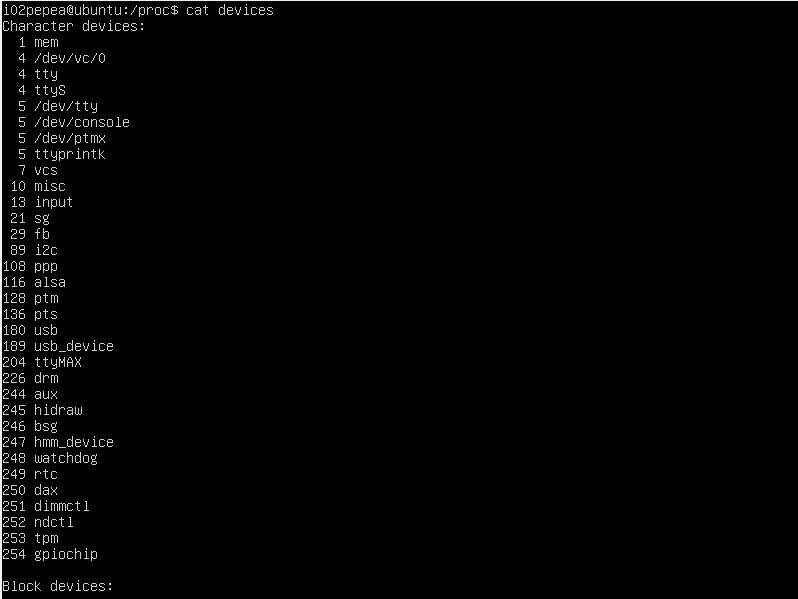 i02pepea@ubuntu:/proc$ cat devices
Character devices:
  1 mem
  4 /dev/vc/0
  4 tty
  4 ttyS
  5 /dev/tty
  5 /dev/console
  5 /dev/ptmx
  5 ttyprintk
  7 vcs
 10 misc
 13 input
 21 sg
 29 fb
 89 i2c
108 ppp
116 alsa
128 ptm
136 pts
180 usb
189 usb_device
204 ttyMAX
226 drm
244 aux
245 hidraw
246 bsg
247 hmm_device
248 watchdog
249 rtc
250 dax
251 dimmctl
252 ndctl
253 tpm
254 gpiochip

Block devices: